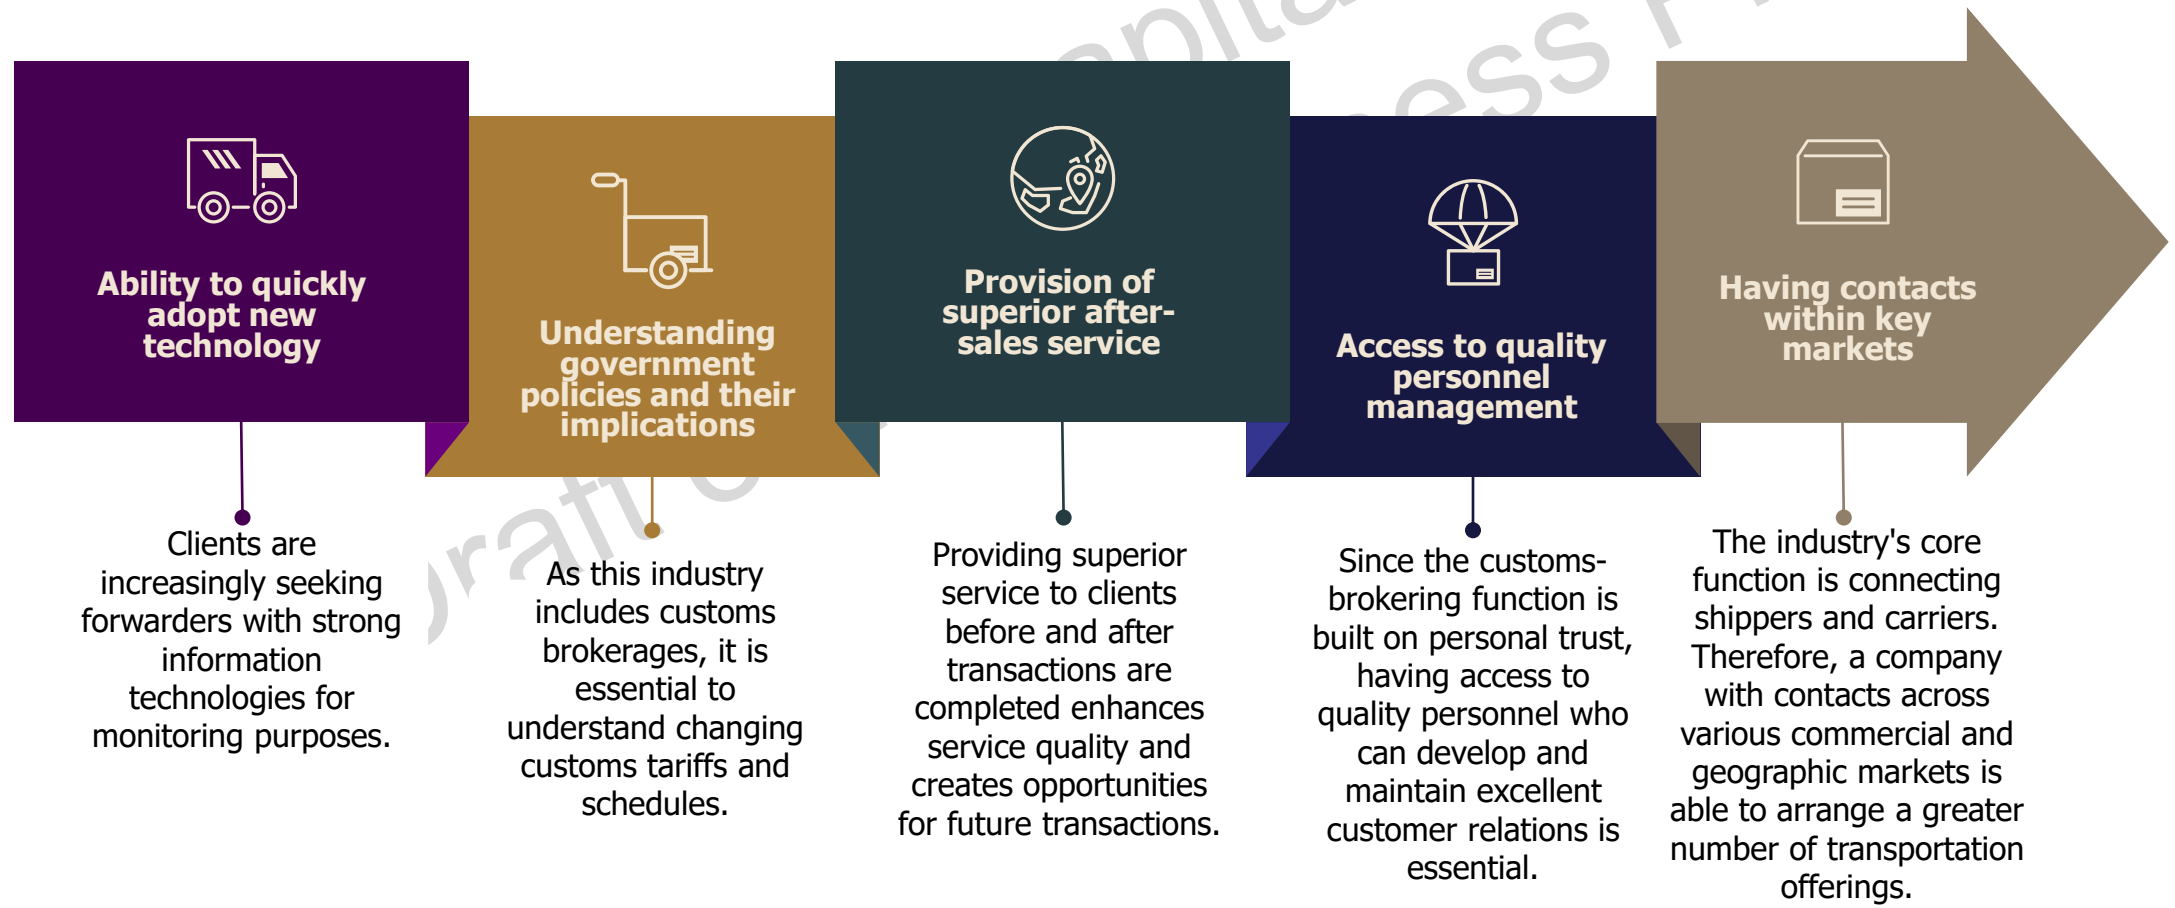 Ability to quickly
adopt new
technology
Clients are
increasingly seeking
forwarders with strong
information
technologies for
monitoring purposes.
Understanding
government
policies and their
implications
As this industry
includes customs
brokerages, it is
essential to
understand changing
customs tariffs and
schedules.
Provision of
superior after-
sales service
Providing superior
service to clients
before and after
transactions are
completed enhances
service quality and
creates opportunities
for future transactions.
Access to quality
personnel
management
Since the customs-
brokering function is
built on personal trust,
having access to
quality personnel who
can develop and
maintain excellent
customer relations is
essential.
Having contacts
within key
markets
The industry's core
function is connecting
shippers and carriers.
Therefore, a company
with contacts across
various commercial and
geographic markets is
able to arrange a greater
number of transportation
offerings.